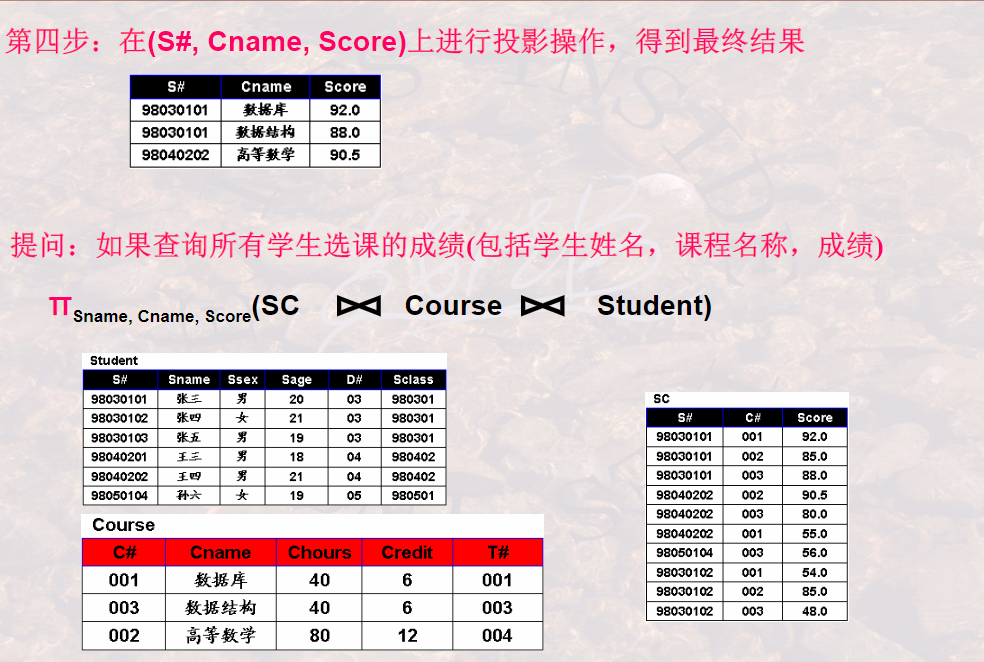 第四步：在(S#, Cname, Score)上进行投影操作，得到最终结果
S# Cname Score
98030101 数据库 92.0
98030101 数据结构 88.0
98040202 高等数学 90.5
提问：如果查询所有学生选课的成绩(包括学生姓名，课程名称，成绩)
π Sname, Cname, Score(SC ⋈ Course ⋈ Student)
Student
S# Sname Ssex Sage D# Sclass
98030101 张三 男 20 03 980301
98030102 张四 女 21 03 980301
98030103 张五 男 19 03 980301
98040201 王三 男 18 04 980402
98040202 王四 男 21 04 980402
98050104 孙六 女 19 05 980501
Course
C# Cname Chours Credit T#
001 数据库 40 6 001
003 数据结构 40 6 003
002 高等数学 80 12 004
SC
S# C# Score
98030101 001 92.0
98030101 002 85.0
98030101 003 88.0
98040202 002 90.5
98040202 003 80.0
98040202 001 55.0
98050104 003 56.0
98030102 001 54.0
98030102 002 85.0
98030102 003 48.0